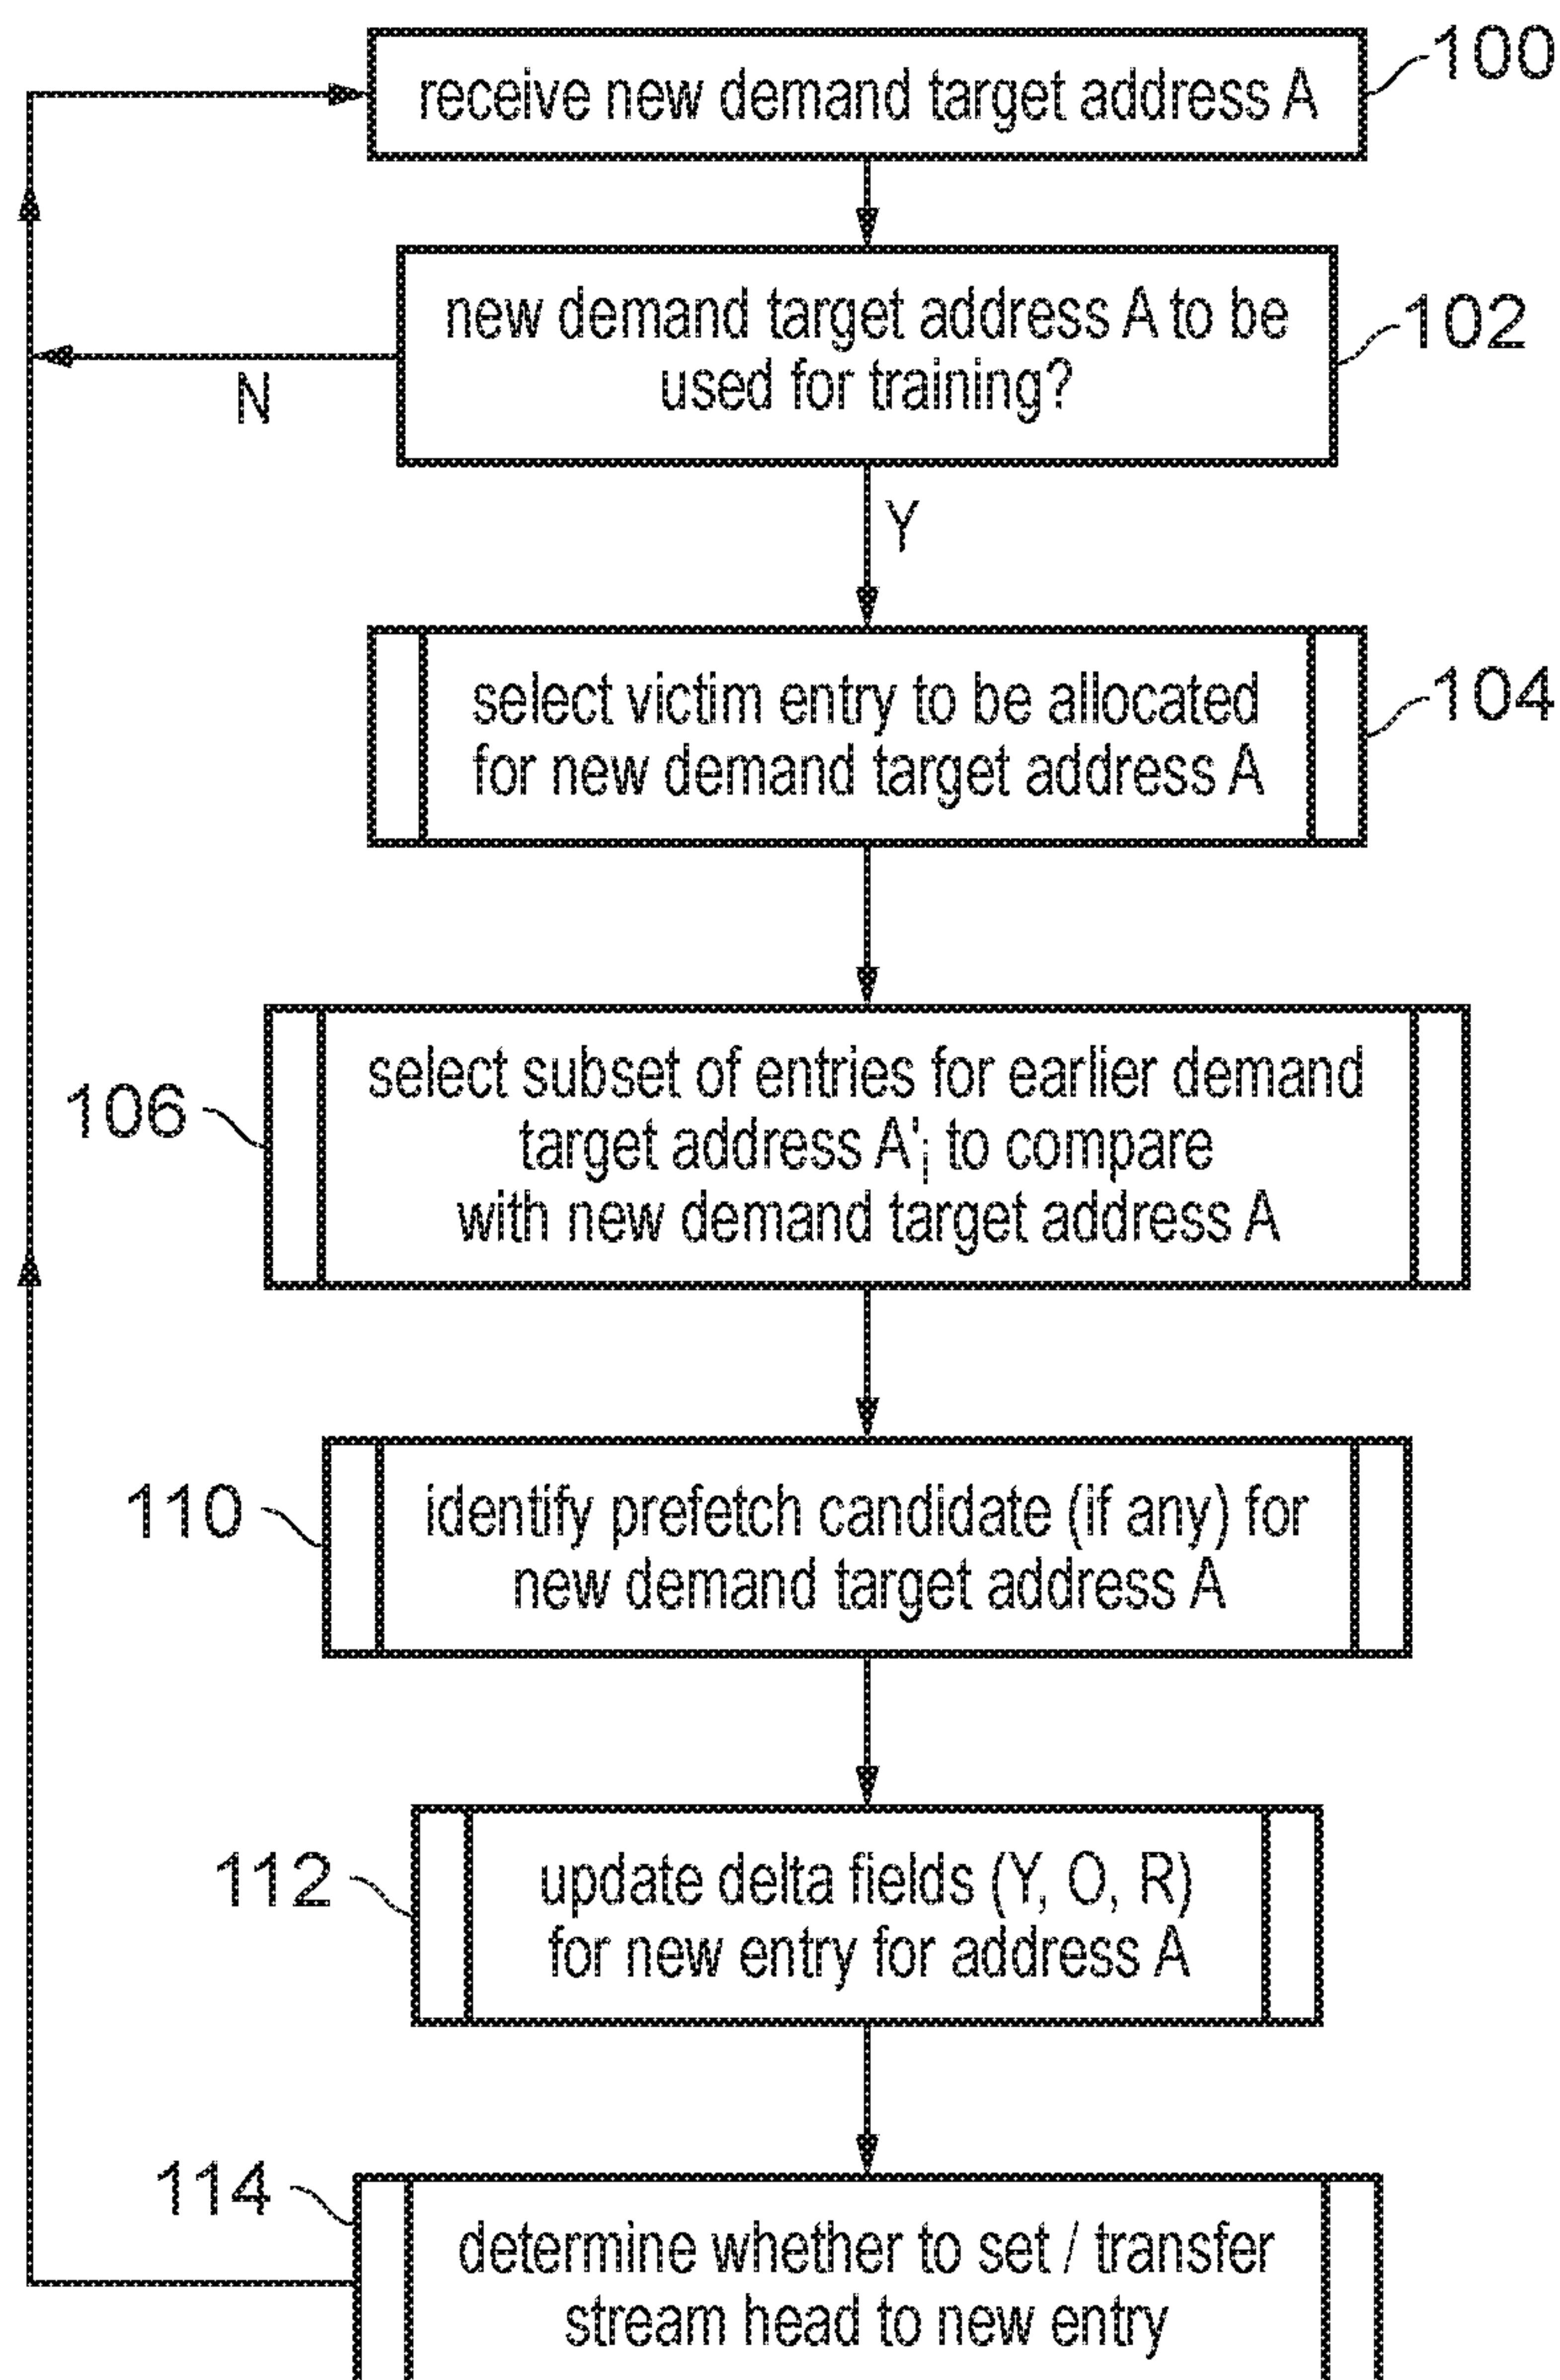 receive new demand target address A
100
new demand target address A to be
used for training?
102
N
Y
select victim entry to be allocated
for new demand target address A
104
select subset of entries for earlier demand
target address A'i to compare
with new demand target address A
106
identify prefetch candidate (if any) for
new demand target address A
110
update delta fields (Y, O, R)
for new entry for address A
112
114
determine whether to set / transfer
stream head to new entry